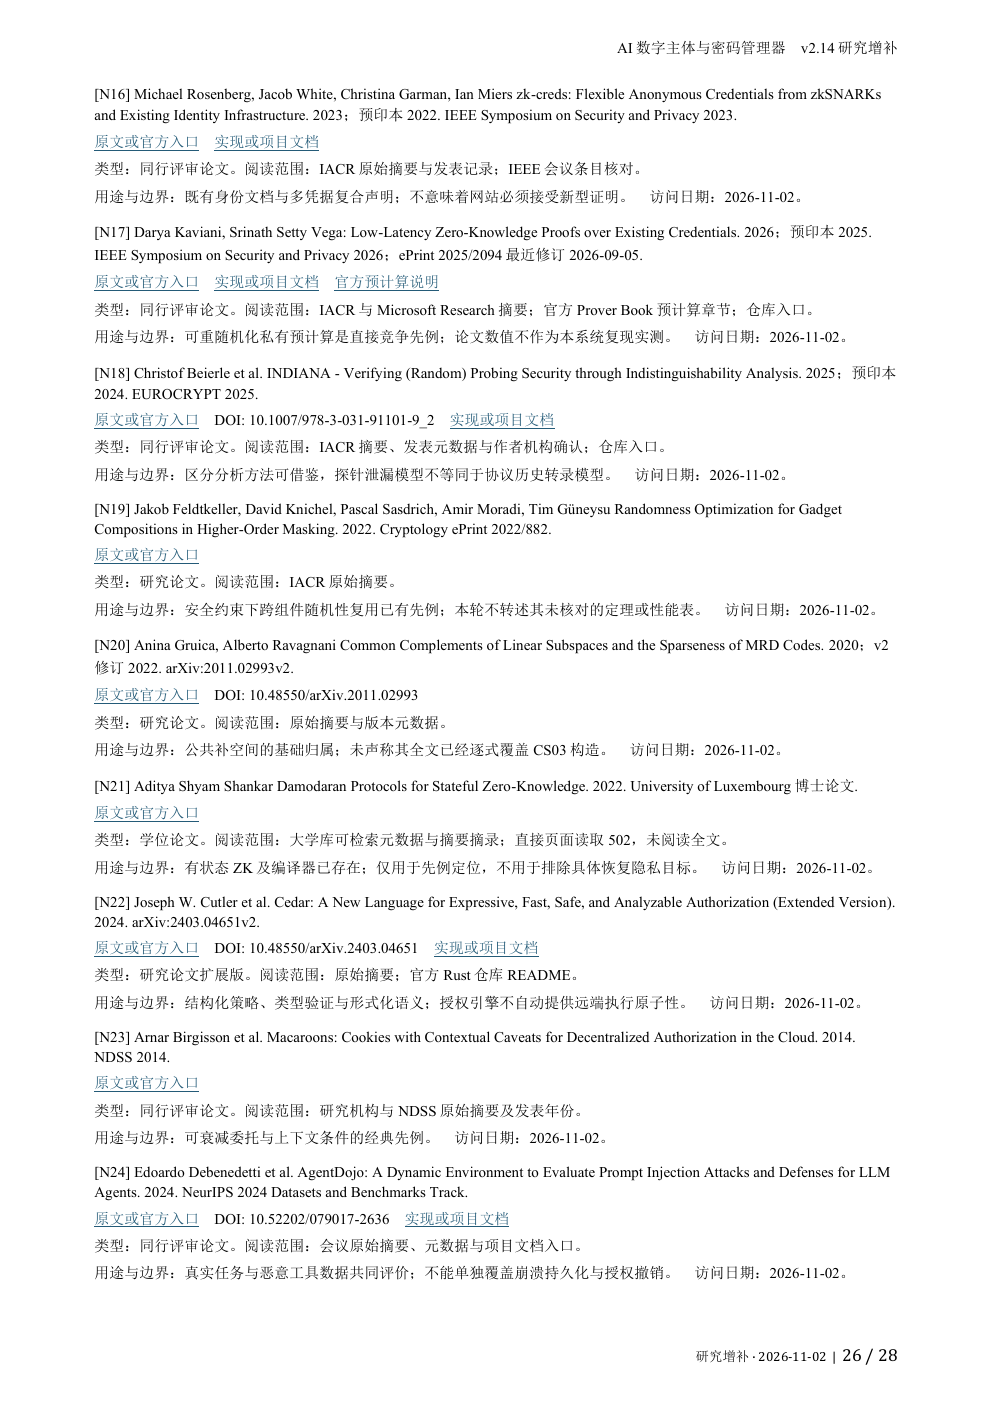 AI 数字主体与密码管理器 v2.14 研究增补
[N16] Michael Rosenberg, Jacob White, Christina Garman, Ian Miers zk-creds: Flexible Anonymous Credentials from zkSNARKs
and Existing Identity Infrastructure. 2023；预印本 2022. IEEE Symposium on Security and Privacy 2023.
原文或官方入口 实现或项目文档
类型：同行评审论文。阅读范围：IACR 原始摘要与发表记录；IEEE 会议条目核对。
用途与边界：既有身份文档与多凭据复合声明；不意味着网站必须接受新型证明。 访问日期：2026-11-02。
[N17] Darya Kaviani, Srinath Setty Vega: Low-Latency Zero-Knowledge Proofs over Existing Credentials. 2026；预印本 2025.
IEEE Symposium on Security and Privacy 2026；ePrint 2025/2094 最近修订 2026-09-05.
原文或官方入口 实现或项目文档 官方预计算说明
类型：同行评审论文。阅读范围：IACR 与 Microsoft Research 摘要；官方 Prover Book 预计算章节；仓库入口。
用途与边界：可重随机化私有预计算是直接竞争先例；论文数值不作为本系统复现实测。 访问日期：2026-11-02。
[N18] Christof Beierle et al. INDIANA - Verifying (Random) Probing Security through Indistinguishability Analysis. 2025；预印本
2024. EUROCRYPT 2025.
原文或官方入口 DOI: 10.1007/978-3-031-91101-9_2 实现或项目文档
类型：同行评审论文。阅读范围：IACR 摘要、发表元数据与作者机构确认；仓库入口。
用途与边界：区分分析方法可借鉴，探针泄漏模型不等同于协议历史转录模型。 访问日期：2026-11-02。
[N19] Jakob Feldtkeller, David Knichel, Pascal Sasdrich, Amir Moradi, Tim Güneysu Randomness Optimization for Gadget
Compositions in Higher-Order Masking. 2022. Cryptology ePrint 2022/882.
原文或官方入口
类型：研究论文。阅读范围：IACR 原始摘要。
用途与边界：安全约束下跨组件随机性复用已有先例；本轮不转述其未核对的定理或性能表。 访问日期：2026-11-02。
[N20] Anina Gruica, Alberto Ravagnani Common Complements of Linear Subspaces and the Sparseness of MRD Codes. 2020；v2
修订 2022. arXiv:2011.02993v2.
原文或官方入口 DOI: 10.48550/arXiv.2011.02993
类型：研究论文。阅读范围：原始摘要与版本元数据。
用途与边界：公共补空间的基础归属；未声称其全文已经逐式覆盖 CS03 构造。 访问日期：2026-11-02。
[N21] Aditya Shyam Shankar Damodaran Protocols for Stateful Zero-Knowledge. 2022. University of Luxembourg 博士论文.
原文或官方入口
类型：学位论文。阅读范围：大学库可检索元数据与摘要摘录；直接页面读取 502，未阅读全文。
用途与边界：有状态 ZK 及编译器已存在；仅用于先例定位，不用于排除具体恢复隐私目标。 访问日期：2026-11-02。
[N22] Joseph W. Cutler et al. Cedar: A New Language for Expressive, Fast, Safe, and Analyzable Authorization (Extended Version).
2024. arXiv:2403.04651v2.
原文或官方入口 DOI: 10.48550/arXiv.2403.04651 实现或项目文档
类型：研究论文扩展版。阅读范围：原始摘要；官方 Rust 仓库 README。
用途与边界：结构化策略、类型验证与形式化语义；授权引擎不自动提供远端执行原子性。 访问日期：2026-11-02。
[N23] Arnar Birgisson et al. Macaroons: Cookies with Contextual Caveats for Decentralized Authorization in the Cloud. 2014.
NDSS 2014.
原文或官方入口
类型：同行评审论文。阅读范围：研究机构与 NDSS 原始摘要及发表年份。
用途与边界：可衰减委托与上下文条件的经典先例。 访问日期：2026-11-02。
[N24] Edoardo Debenedetti et al. AgentDojo: A Dynamic Environment to Evaluate Prompt Injection Attacks and Defenses for LLM
Agents. 2024. NeurIPS 2024 Datasets and Benchmarks Track.
原文或官方入口 DOI: 10.52202/079017-2636 实现或项目文档
类型：同行评审论文。阅读范围：会议原始摘要、元数据与项目文档入口。
用途与边界：真实任务与恶意工具数据共同评价；不能单独覆盖崩溃持久化与授权撤销。 访问日期：2026-11-02。
研究增补 · 2026-11-02 | 26 / 28